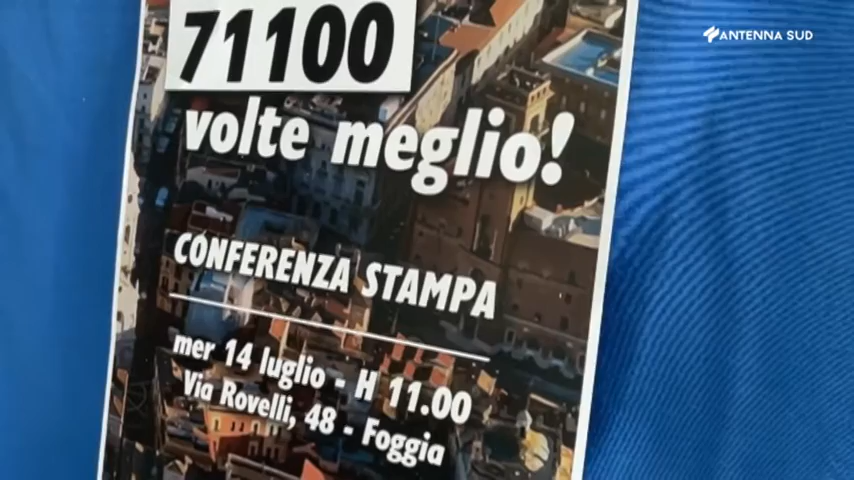 ANTENNA SUD
71100
volte meglio!
CONFERENZA STAMPA
mer 14 luglio - H 11.00
Via Rovelli, 48 - Foggia